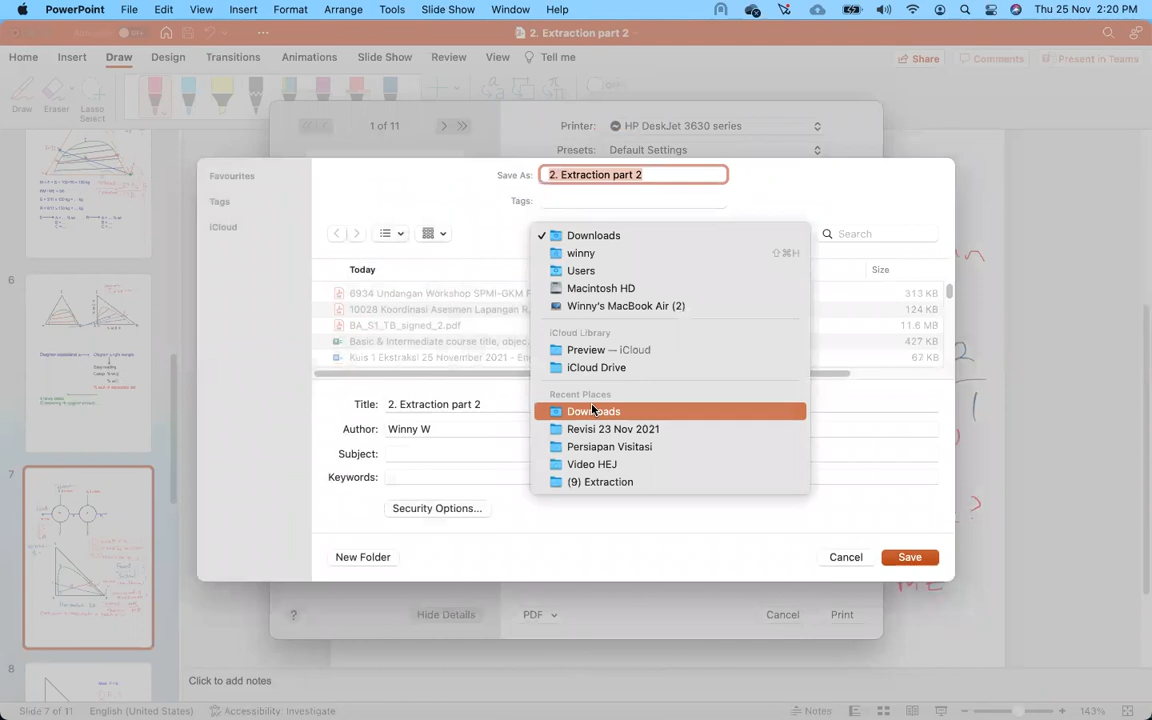 PowerPoint File Edit View Insert Format Arrange Tools Slide Show Window Help Thu 25 Nov 2:20 PM
OFF 2. Extraction part 2
Home Insert Draw Design Transitions Animations Slide Show Review View Tell me Share Comments Present in Teams
Draw Eraser Lasso Select OFF
1 of 11 Printer: HP DeskJet 3630 series
Presets: Default Settings
Favourites
Tags
iCloud
Save As: 2. Extraction part 2
Tags:
Search
Today Size
6934 Undangan Workshop SPMI-GKM 313 KB
10028 Koordinasi Asesmen Lapangan 124 KB
BA_S1_TB_signed_2.pdf 11.6 MB
Basic & Intermediate course title, objec. 427 KB
Kuis 1 Ekstraksi 25 November 2021 - 67 KB
Downloads
winny ⇧⌘H
Users
Macintosh HD
Winny's MacBook Air (2)
iCloud Library
Preview — iCloud
iCloud Drive
Recent Places
Downloads
Revisi 23 Nov 2021
Persiapan Visitasi
Video HEJ
(9) Extraction
Title: 2. Extraction part 2
Author: Winny W
Subject:
Keywords:
Security Options...
New Folder Cancel Save
? Hide Details PDF Cancel Print
6
7
8
Click to add notes
Slide 7 of 11 English (United States) Accessibility: Investigate Notes 143%